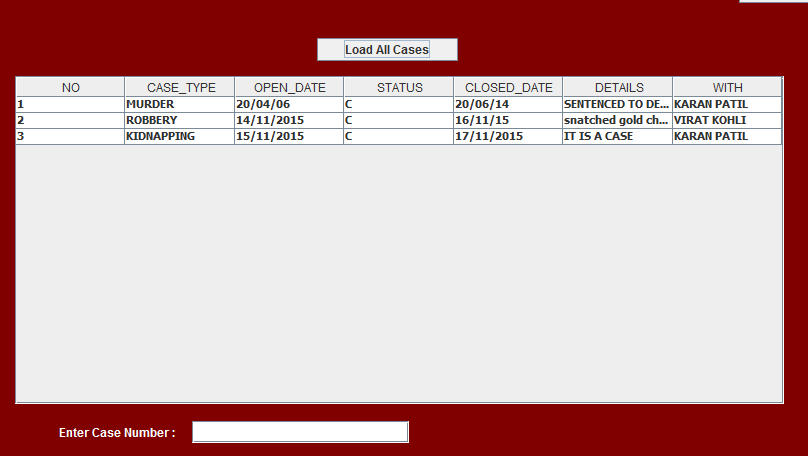 Load All Cases
NO CASE_TYPE OPEN_DATE STATUS CLOSED_DATE DETAILS WITH
1 MURDER 20/04/06 C 20/06/14 SENTENCED TO DE... KARAN PATIL
2 ROBBERY 14/11/2015 C 16/11/15 snatched gold ch... VIRAT KOHLI
3 KIDNAPPING 15/11/2015 C 17/11/2015 IT IS A CASE KARAN PATIL
Enter Case Number :